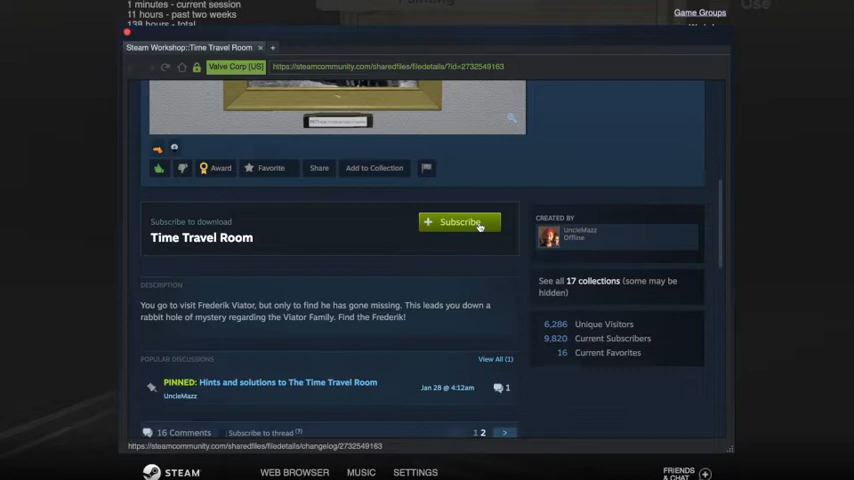 1 minutes - current session
11 hours - past two weeks
138 hours - total
Game Groups
Use
Steam Workshop::Time Travel Room × +
Valve Corp [US] https://steamcommunity.com/sharedfiles/filedetails/?id=2732549163
Award
Favorite
Share
Add to Collection
Subscribe to download
Time Travel Room
+ Subscribe
CREATED BY
UncleMazz
Offline
See all 17 collections (some may be
hidden)
6,286 Unique Visitors
9,820 Current Subscribers
16 Current Favorites
DESCRIPTION
You go to visit Frederik Viator, but only to find he has gone missing. This leads you down a
rabbit hole of mystery regarding the Viator Family. Find the Frederik!
POPULAR DISCUSSIONS
View All (1)
PINNED: Hints and solutions to The Time Travel Room
UncleMazz
Jan 28 @ 4:12am
1
16 Comments
Subscribe to thread (?)
1 2 >
https://steamcommunity.com/sharedfiles/filedetails/changelog/2732549163
STEAM
WEB BROWSER
MUSIC
SETTINGS
FRIENDS
& CHAT